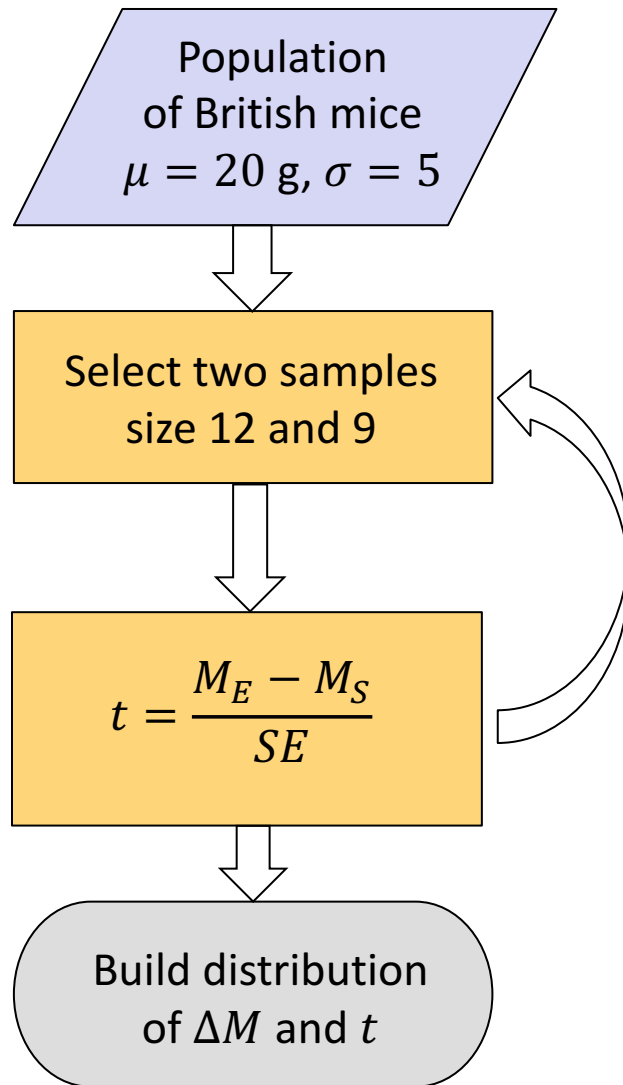 Population
of British mice
μ = 20 g, σ = 5
Select two samples
size 12 and 9
t = (M_E − M_S) / SE
Build distribution
of ΔM and t